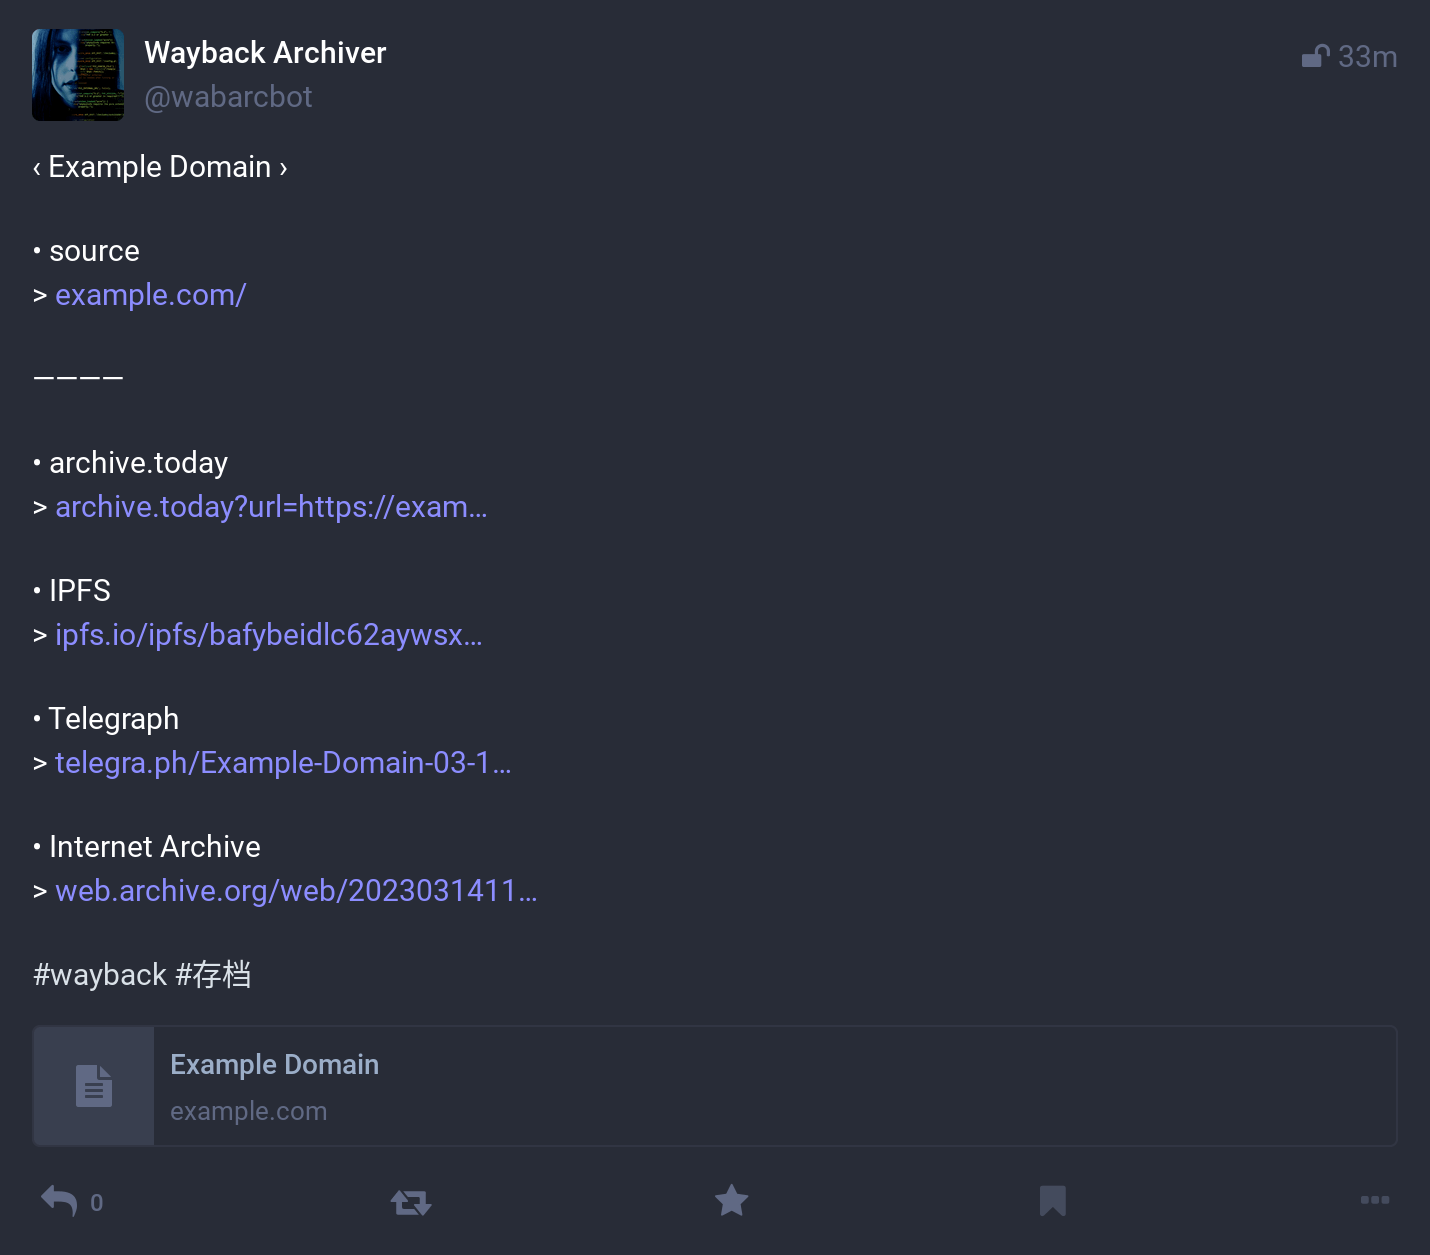 Wayback Archiver
33m
@wabarcbot
‹ Example Domain ›
• source
> example.com/
————
• archive.today
> archive.today?url=https://exam…
• IPFS
> ipfs.io/ipfs/bafybeidlc62aywsx…
• Telegraph
> telegra.ph/Example-Domain-03-1…
• Internet Archive
> web.archive.org/web/2023031411…
#wayback #存档
Example Domain
example.com
0